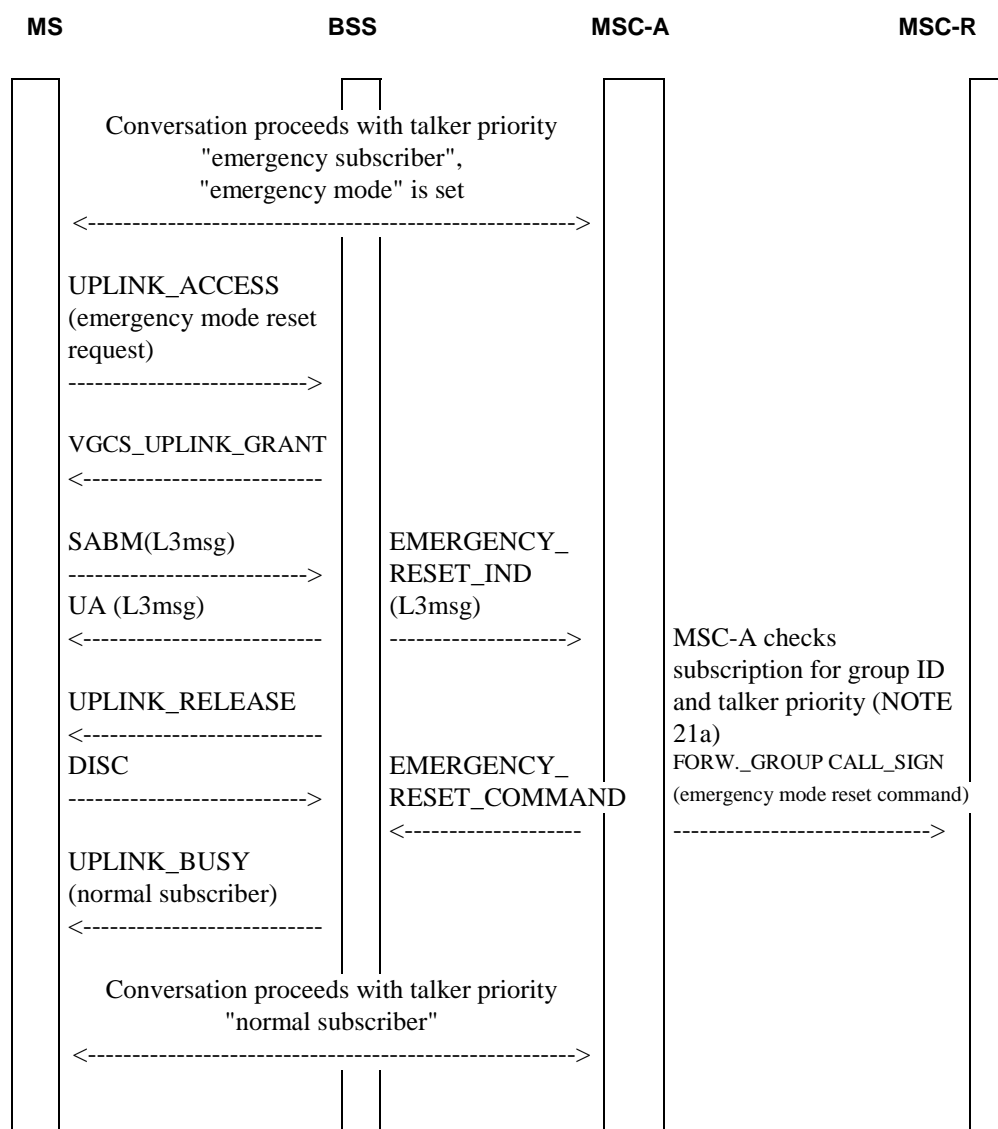 MS BSS MSC-A MSC-R
Conversation proceeds with talker priority
"emergency subscriber",
"emergency mode" is set
<------------------------------------------------------>
UPLINK_ACCESS
(emergency mode reset
request)
--------------------------->
VGCS_UPLINK_GRANT
<---------------------------
SABM(L3msg)
--------------------------->
UA (L3msg)
<---------------------------
EMERGENCY_
RESET_IND
(L3msg)
-------------------->
MSC-A checks
subscription for group ID
and talker priority (NOTE
21a)
UPLINK_RELEASE
<---------------------------
DISC
--------------------------->
EMERGENCY_
RESET_COMMAND
<--------------------
FORW._GROUP CALL_SIGN
(emergency mode reset command)
----------------------------->
UPLINK_BUSY
(normal subscriber)
<---------------------------
Conversation proceeds with talker priority
"normal subscriber"
<------------------------------------------------------>